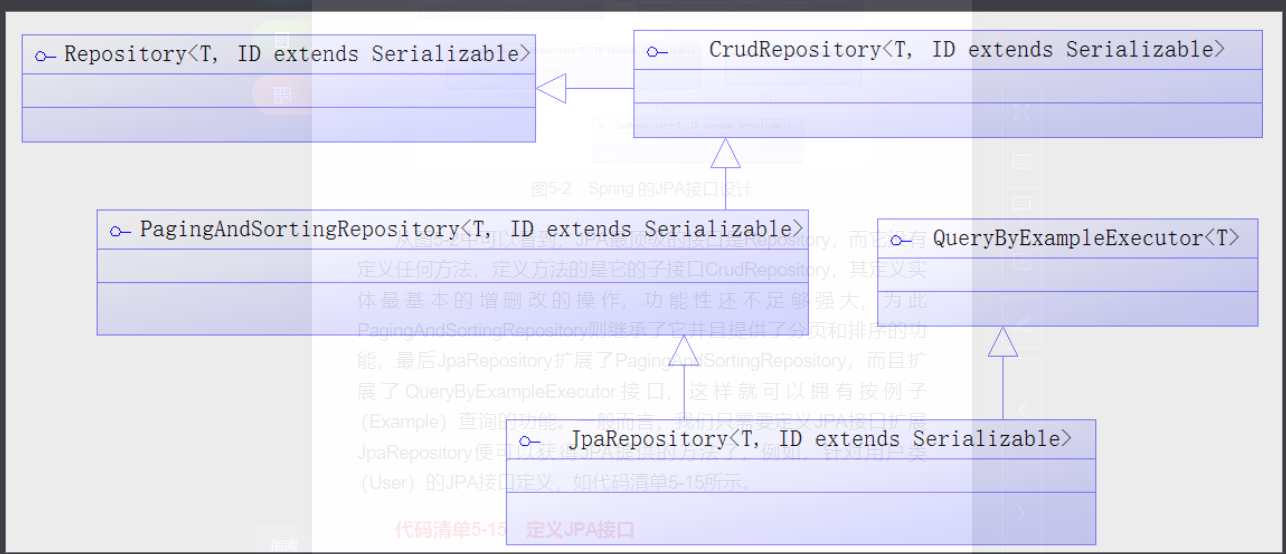 Repository<T, ID extends Serializable>
CrudRepository<T, ID extends Serializable>
图5-2 Spring 的JPA接口设计
PagingAndSortingRepository<T, ID extends Serializable>
QueryByExampleExecutor<T>
从图5-2中可以看到，JPA最顶级的接口是Repository，而它没有
定义任何方法，定义方法的是它的子接口CrudRepository，其定义实
体最基本的增删改的操作，功能性还不足够强大，为此
PagingAndSortingRepository则继承了它并且提供了分页和排序的功
能，最后JpaRepository扩展了PagingAndSortingRepository，而且扩
展了QueryByExampleExecutor接口，这样就可以拥有按例子
（Example）查询的功能。一般而言，我们只需要定义JPA接口扩展
JpaRepository<T, ID extends Serializable>
JpaRepository便可以获得JPA提供的方法了，例如，针对用户类
（User）的JPA接口定义，如代码清单5-15所示。
代码清单5-15 定义JPA接口
指南